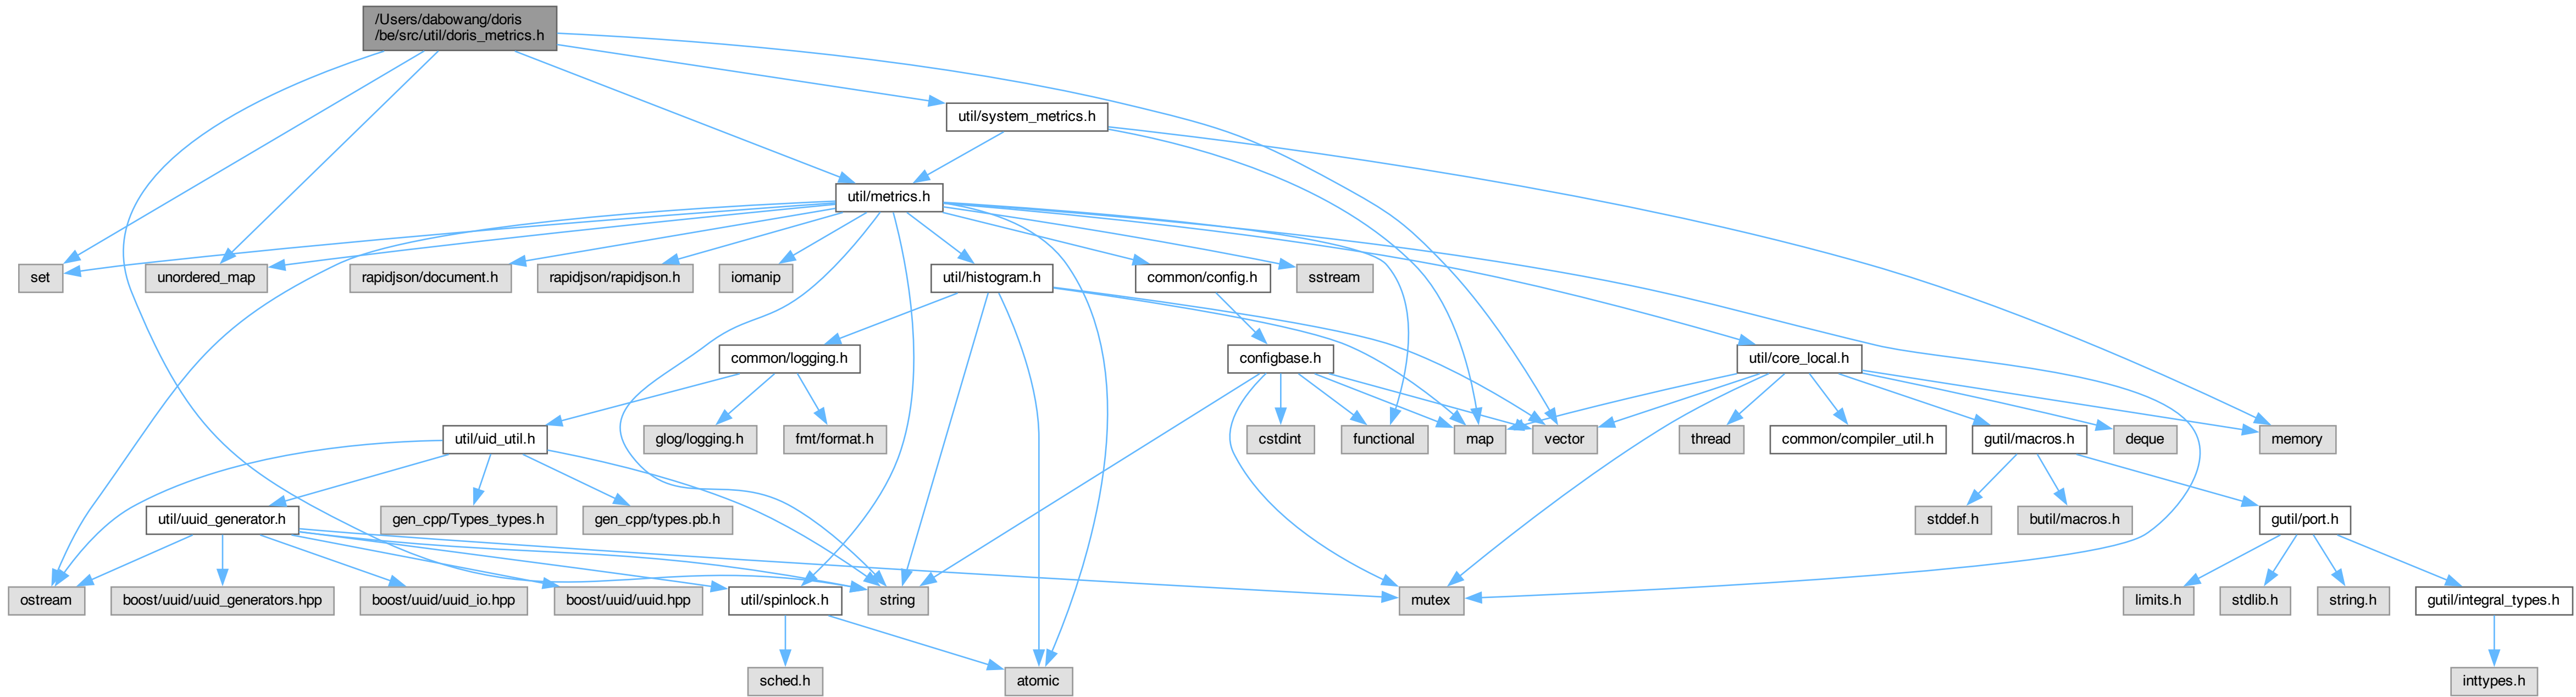 /Users/dabowang/doris
/be/src/util/doris_metrics.h
util/system_metrics.h
util/metrics.h
set
unordered_map
rapidjson/document.h
rapidjson/rapidjson.h
iomanip
util/histogram.h
common/config.h
sstream
common/logging.h
configbase.h
util/core_local.h
util/uid_util.h
glog/logging.h
fmt/format.h
cstdint
functional
map
vector
thread
common/compiler_util.h
gutil/macros.h
deque
memory
util/uuid_generator.h
gen_cpp/Types_types.h
gen_cpp/types.pb.h
stddef.h
butil/macros.h
gutil/port.h
ostream
boost/uuid/uuid_generators.hpp
boost/uuid/uuid_io.hpp
boost/uuid/uuid.hpp
util/spinlock.h
string
mutex
limits.h
stdlib.h
string.h
gutil/integral_types.h
sched.h
atomic
inttypes.h